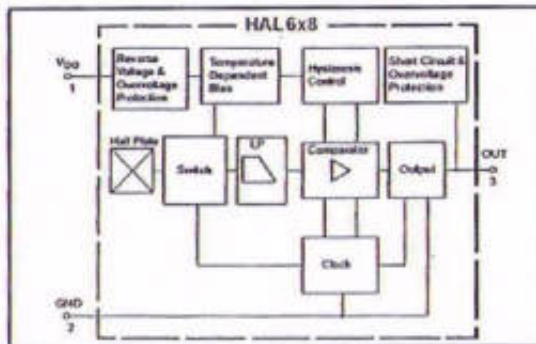 HAL 6x8
VDD
1
Reverse
Voltage &
Overvoltage
Protection
Temperature
Dependent
Bias
Hysteresis
Control
Short Circuit &
Overvoltage
Protection
Hall Plate
Switch
LP
Comparator
Output
OUT
3
Clock
GND
2